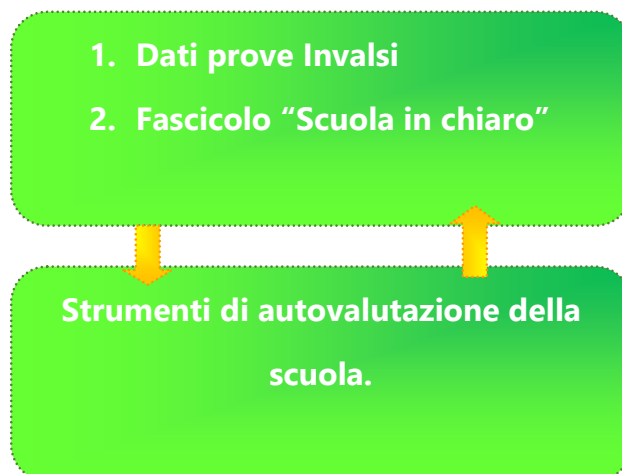 1. Dati prove Invalsi
2. Fascicolo “Scuola in chiaro”
Strumenti di autovalutazione della
scuola.